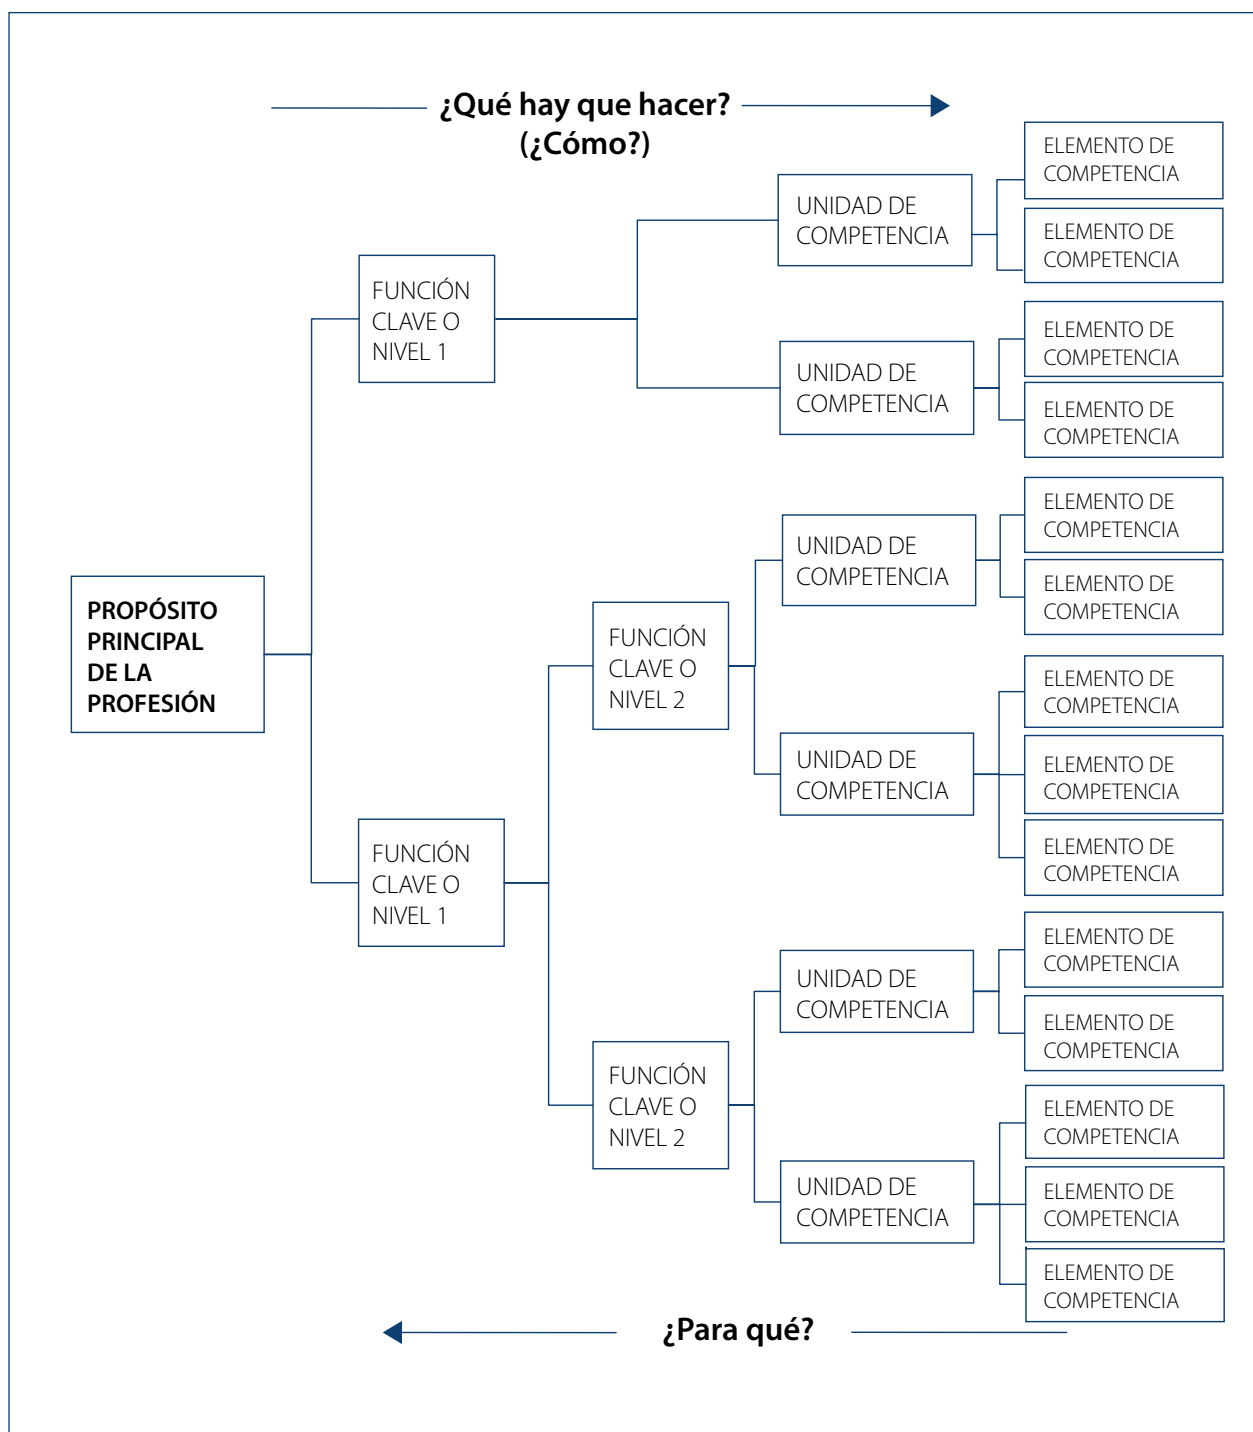 ¿Qué hay que hacer?
(¿Cómo?)
PROPÓSITO
PRINCIPAL
DE LA
PROFESIÓN
FUNCIÓN
CLAVE O
NIVEL 1
UNIDAD DE
COMPETENCIA
ELEMENTO DE
COMPETENCIA
ELEMENTO DE
COMPETENCIA
UNIDAD DE
COMPETENCIA
ELEMENTO DE
COMPETENCIA
ELEMENTO DE
COMPETENCIA
FUNCIÓN
CLAVE O
NIVEL 1
FUNCIÓN
CLAVE O
NIVEL 2
UNIDAD DE
COMPETENCIA
ELEMENTO DE
COMPETENCIA
ELEMENTO DE
COMPETENCIA
UNIDAD DE
COMPETENCIA
ELEMENTO DE
COMPETENCIA
ELEMENTO DE
COMPETENCIA
ELEMENTO DE
COMPETENCIA
FUNCIÓN
CLAVE O
NIVEL 2
UNIDAD DE
COMPETENCIA
ELEMENTO DE
COMPETENCIA
ELEMENTO DE
COMPETENCIA
UNIDAD DE
COMPETENCIA
ELEMENTO DE
COMPETENCIA
ELEMENTO DE
COMPETENCIA
ELEMENTO DE
COMPETENCIA
¿Para qué?